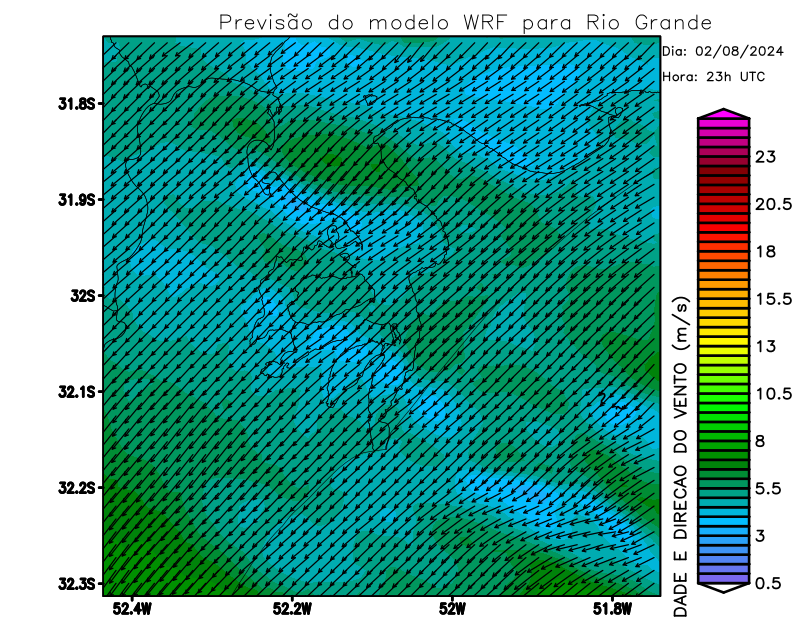 Previsão do modelo WRF para Rio Grande
Dia: 02/08/2024
Hora: 23h UTC
31.8S
31.9S
32S
32.1S
32.2S
32.3S
52.4W
52.2W
52W
51.8W
23
20.5
18
15.5
13
10.5
8
5.5
3
0.5
DADE E DIRECAO DO VENTO (m/s)